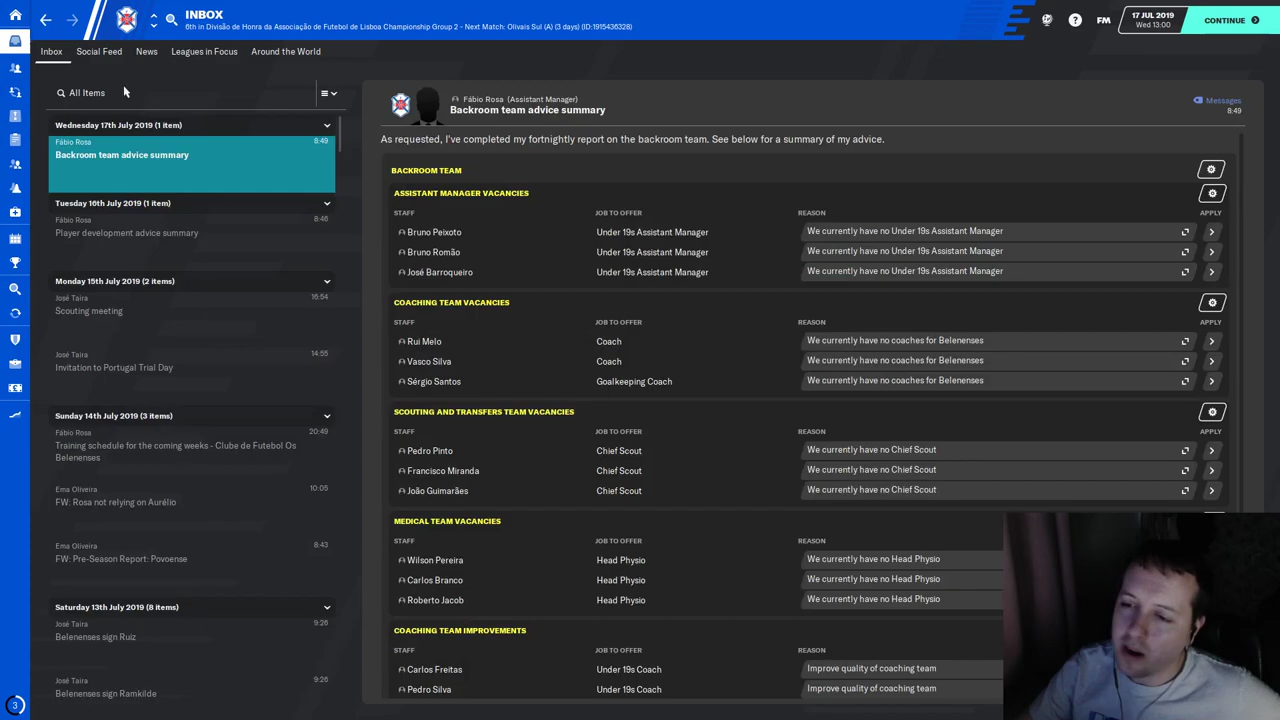 INBOX
6th in Divisão de Honra da Associação de Futebol de Lisboa Championship Group 2 - Next Match: Olivais Sul (A) (3 days) (ID:1915436328)
FM
17 JUL 2019
Wed 13:00
CONTINUE
Inbox
Social Feed
News
Leagues in Focus
Around the World
All Items
Wednesday 17th July 2019 (1 item)
Fábio Rosa 8:49
Backroom team advice summary
Tuesday 16th July 2019 (1 item)
Fábio Rosa 8:46
Player development advice summary
Monday 15th July 2019 (2 items)
José Taira 16:54
Scouting meeting
José Taira 14:55
Invitation to Portugal Trial Day
Sunday 14th July 2019 (3 items)
Fábio Rosa 20:49
Training schedule for the coming weeks - Clube de Futebol Os
Belenenses
Ema Oliveira 10:05
FW: Rosa not relying on Aurélio
Ema Oliveira 8:43
FW: Pre-Season Report: Povoense
Saturday 13th July 2019 (8 items)
José Taira 9:26
Belenenses sign Ruiz
José Taira 9:26
Belenenses sign Ramkilde
3
Fábio Rosa (Assistant Manager)
Backroom team advice summary
Messages
8:49
As requested, I've completed my fortnightly report on the backroom team. See below for a summary of my advice.
BACKROOM TEAM
ASSISTANT MANAGER VACANCIES
STAFF JOB TO OFFER REASON APPLY
Bruno Peixoto Under 19s Assistant Manager We currently have no Under 19s Assistant Manager
Bruno Romão Under 19s Assistant Manager We currently have no Under 19s Assistant Manager
José Barroqueiro Under 19s Assistant Manager We currently have no Under 19s Assistant Manager
COACHING TEAM VACANCIES
STAFF JOB TO OFFER REASON APPLY
Rui Melo Coach We currently have no coaches for Belenenses
Vasco Silva Coach We currently have no coaches for Belenenses
Sérgio Santos Goalkeeping Coach We currently have no coaches for Belenenses
SCOUTING AND TRANSFERS TEAM VACANCIES
STAFF JOB TO OFFER REASON APPLY
Pedro Pinto Chief Scout We currently have no Chief Scout
Francisco Miranda Chief Scout We currently have no Chief Scout
João Guimarães Chief Scout We currently have no Chief Scout
MEDICAL TEAM VACANCIES
STAFF JOB TO OFFER REASON
Wilson Pereira Head Physio We currently have no Head Physio
Carlos Branco Head Physio We currently have no Head Physio
Roberto Jacob Head Physio We currently have no Head Physio
COACHING TEAM IMPROVEMENTS
STAFF JOB TO OFFER REASON
Carlos Freitas Under 19s Coach Improve quality of coaching team
Pedro Silva Under 19s Coach Improve quality of coaching team